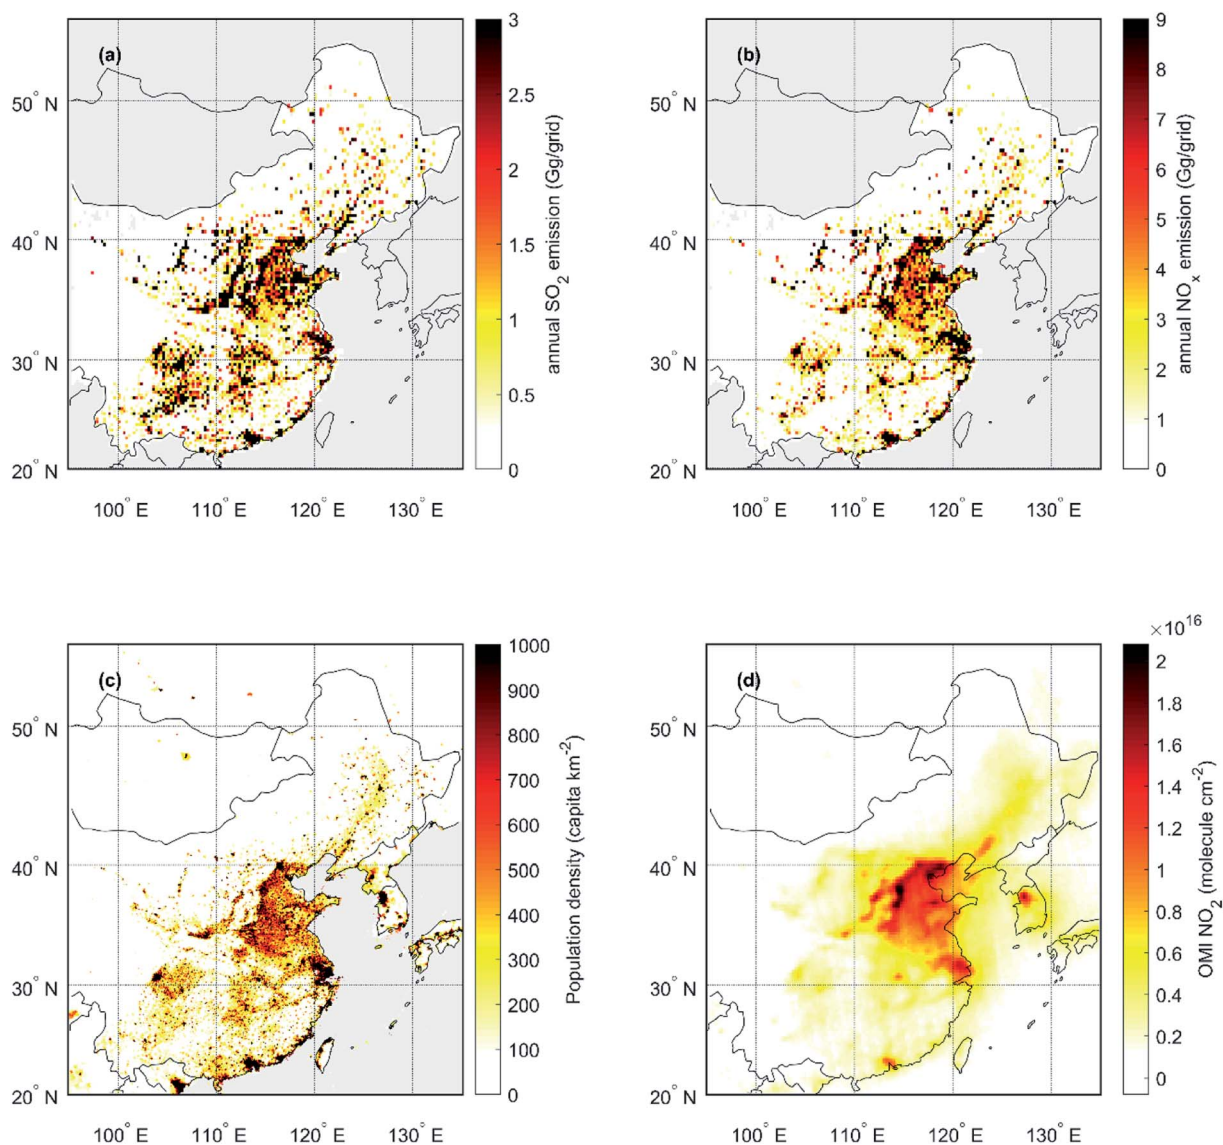 (a)
50° N
40° N
30° N
20° N
100° E 110° E 120° E 130° E
3
2.5
2
1.5
1
0.5
0
annual SO₂ emission (Gg/grid)
(b)
50° N
40° N
30° N
20° N
100° E 110° E 120° E 130° E
9
8
7
6
5
4
3
2
1
0
annual NOₓ emission (Gg/grid)
(c)
50° N
40° N
30° N
20° N
100° E 110° E 120° E 130° E
1000
900
800
700
600
500
400
300
200
100
0
Population density (capita km⁻²)
(d)
50° N
40° N
30° N
20° N
100° E 110° E 120° E 130° E
×10¹⁶
2
1.8
1.6
1.4
1.2
1
0.8
0.6
0.4
0.2
0
OMI NO₂ (molecule cm⁻²)